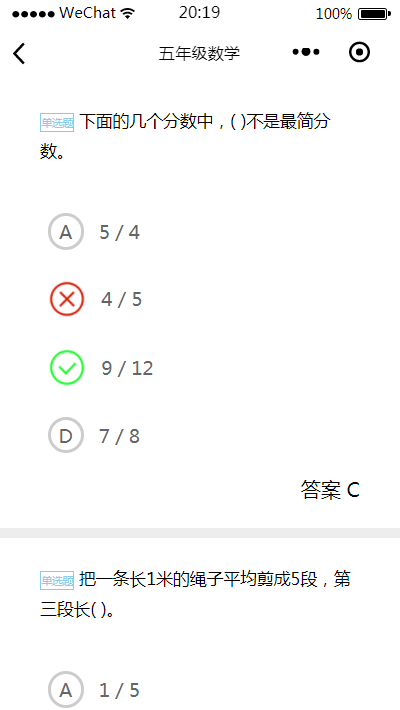 WeChat 20:19 100%
五年级数学
单选题 下面的几个分数中，( )不是最简分
数。
A 5 / 4
4 / 5
9 / 12
D 7 / 8
答案 C
单选题 把一条长1米的绳子平均剪成5段，第
三段长( )。
A 1 / 5